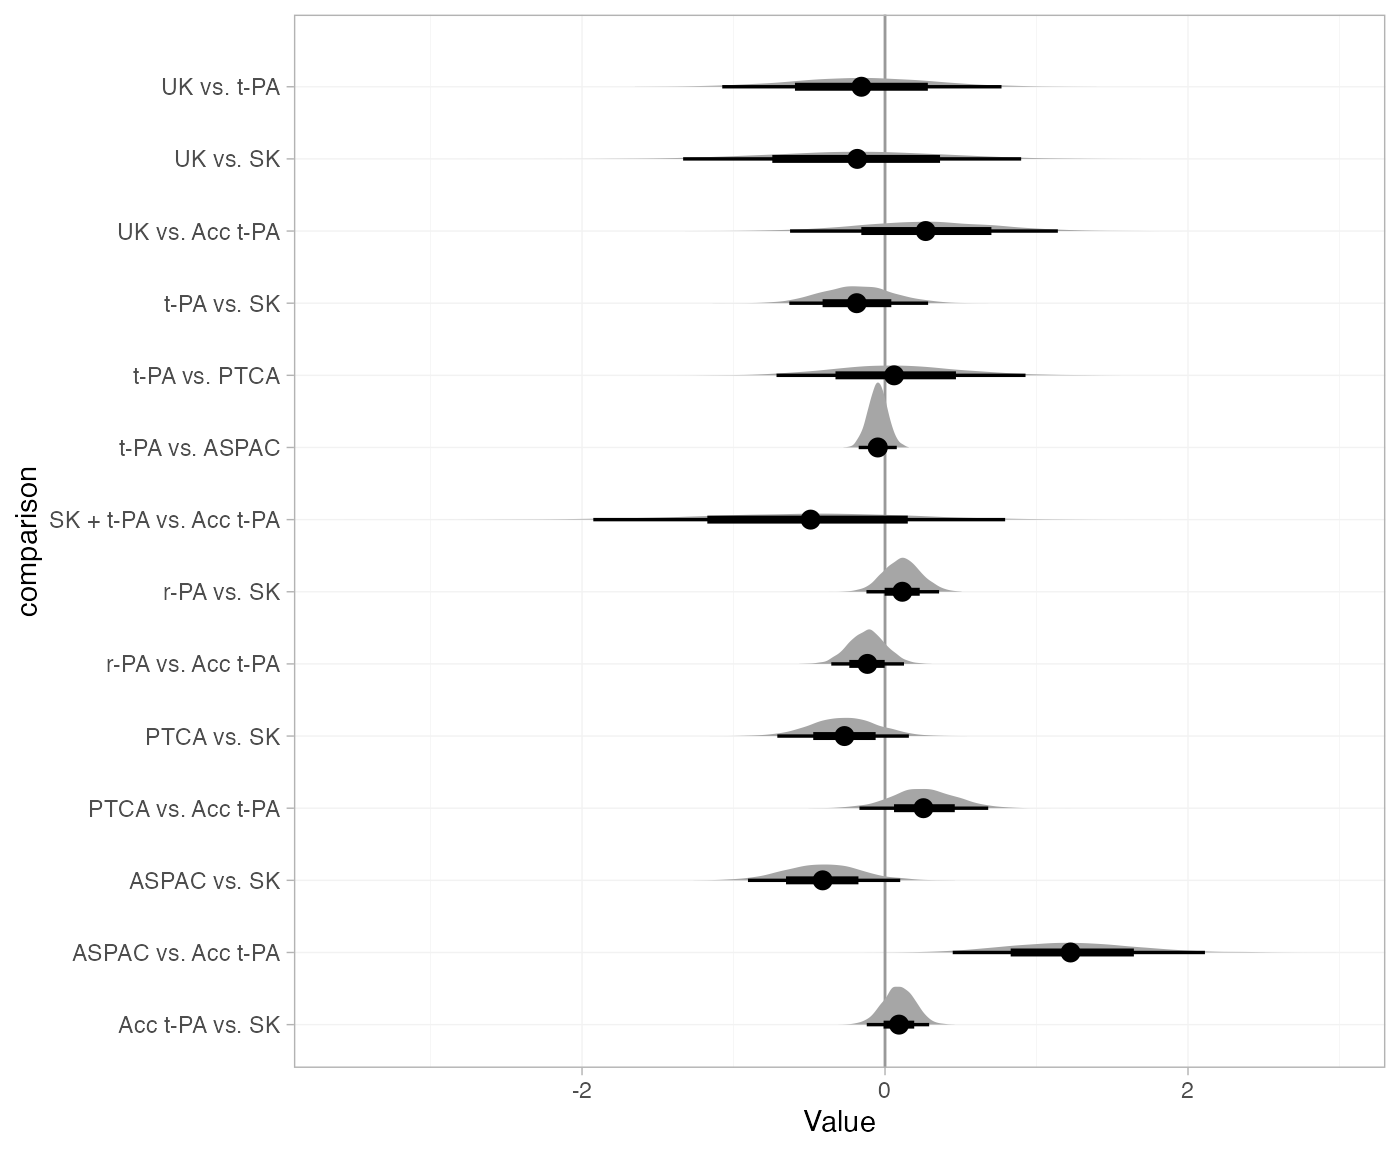 UK vs. t-PA
UK vs. SK
UK vs. Acc t-PA
t-PA vs. SK
t-PA vs. PTCA
t-PA vs. ASPAC
SK + t-PA vs. Acc t-PA
r-PA vs. SK
r-PA vs. Acc t-PA
PTCA vs. SK
PTCA vs. Acc t-PA
ASPAC vs. SK
ASPAC vs. Acc t-PA
Acc t-PA vs. SK
comparison
-2 0 2
Value